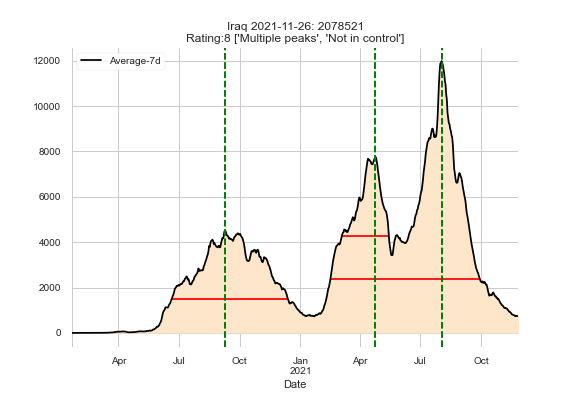 Iraq 2021-11-26: 2078521
Rating:8 ['Multiple peaks', 'Not in control']
Average-7d
12000
10000
8000
6000
4000
2000
0
Apr Jul Oct Jan Apr Jul Oct
2021
Date